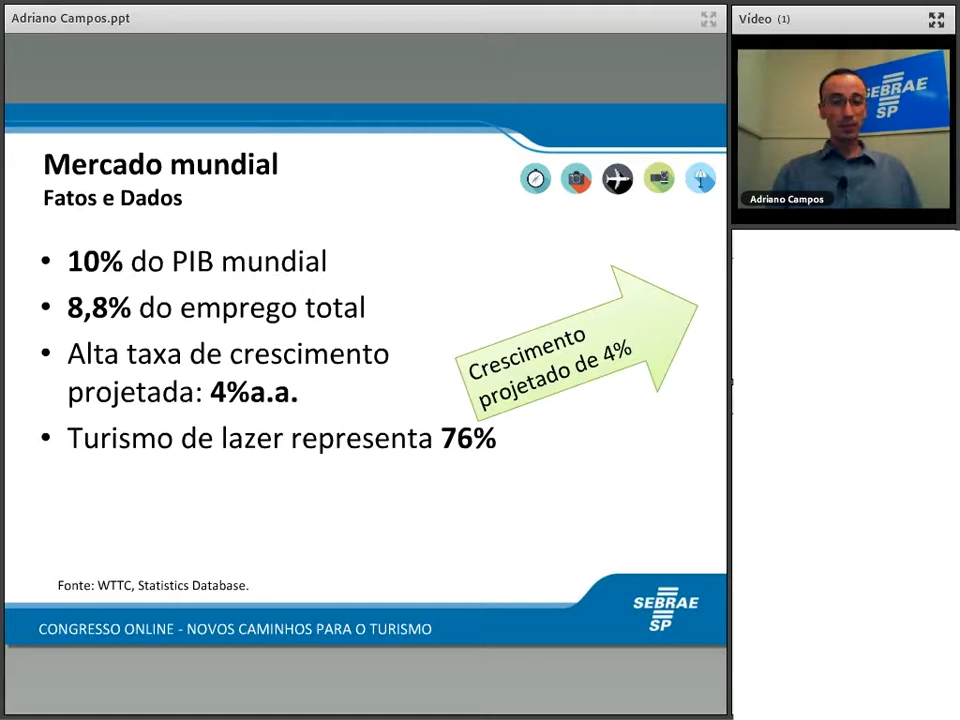 Adriano Campos.ppt
Vídeo (1)
SEBRAE
SP
Adriano Campos
Mercado mundial
Fatos e Dados
• 10% do PIB mundial
• 8,8% do emprego total
• Alta taxa de crescimento
projetada: 4%a.a.
• Turismo de lazer representa 76%
Crescimento
projetado de 4%
Fonte: WTTC, Statistics Database.
SEBRAE
SP
CONGRESSO ONLINE - NOVOS CAMINHOS PARA O TURISMO